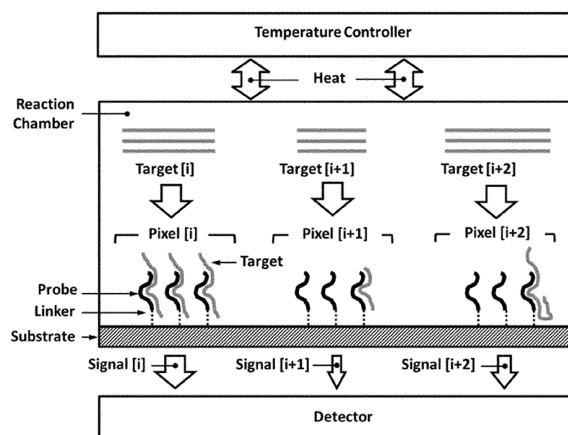 Temperature Controller
Heat
Reaction
Chamber
Target [i]
Target [i+1]
Target [i+2]
Pixel [i]
Pixel [i+1]
Pixel [i+2]
Target
Probe
Linker
Substrate
Signal [i]
Signal [i+1]
Signal [i+2]
Detector